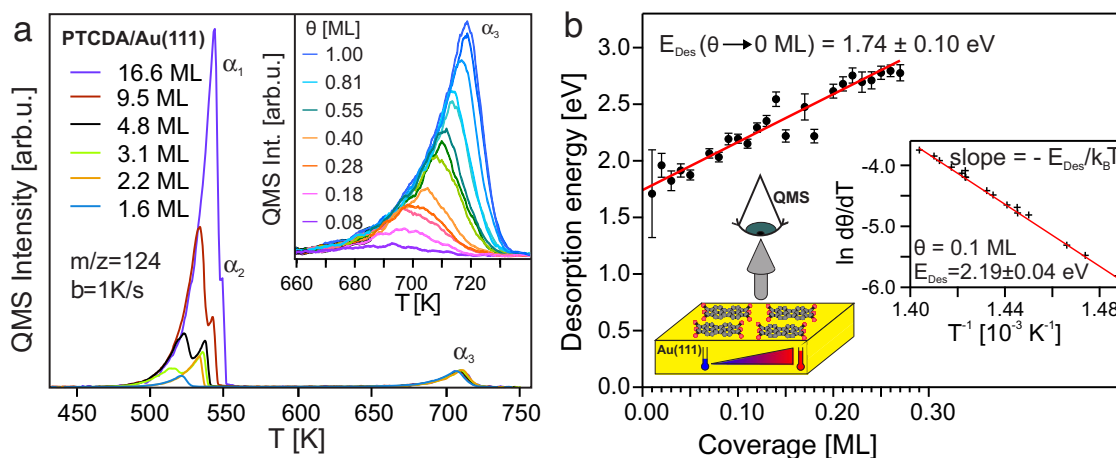 a
PTCDA/Au(111)
16.6 ML
9.5 ML
4.8 ML
3.1 ML
2.2 ML
1.6 ML
m/z=124
b=1K/s
α1
α2
α3
QMS Intensity [arb.u.]
450 500 550 600 650 700 750
T [K]
θ [ML]
1.00
0.81
0.55
0.40
0.28
0.18
0.08
α3
QMS Int. [arb.u.]
660 680 700 720
T [K]
b
EDes (θ → 0 ML) = 1.74 ± 0.10 eV
Desorption energy [eV]
3.0
2.5
2.0
1.5
1.0
0.5
0.0
0.00 0.10 0.20 0.30
Coverage [ML]
QMS
Au(111)
slope = - EDes/kBT
θ = 0.1 ML
EDes=2.19±0.04 eV
ln dθ/dT
-4.0
-5.0
-6.0
1.40 1.44 1.48
T-1 [10-3 K-1]